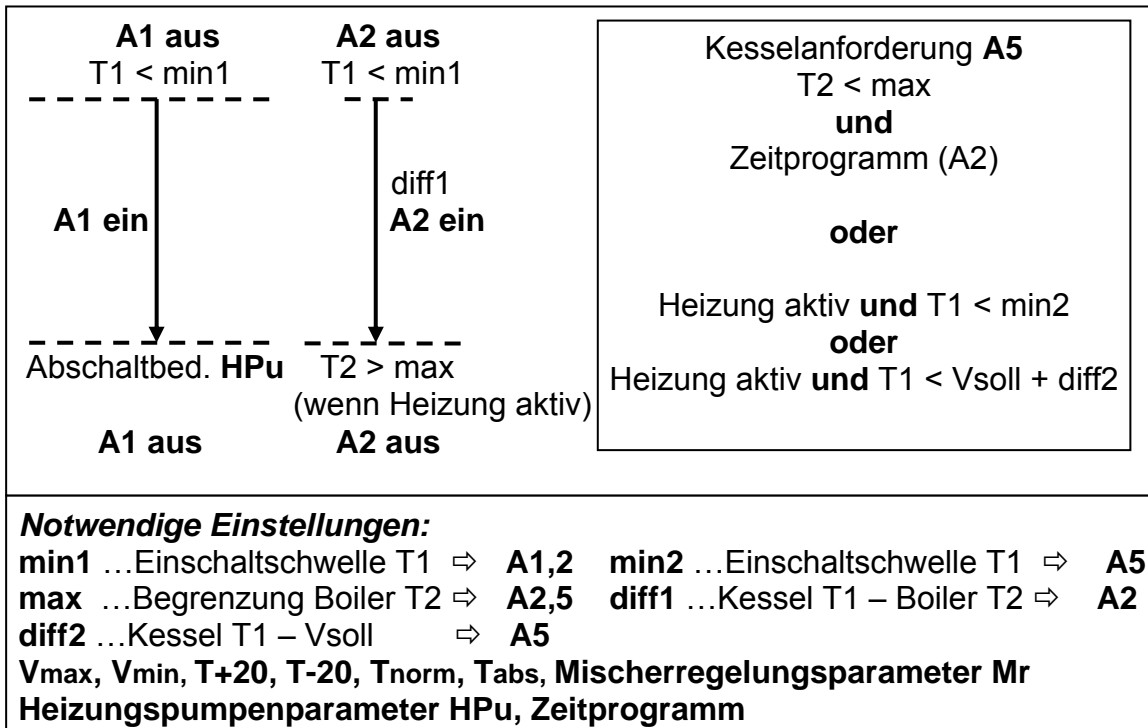 A1 aus
T1 < min1
A1 ein
Abschaltbed. HPu
A1 aus
A2 aus
T1 < min1
diff1
A2 ein
T2 > max
(wenn Heizung aktiv)
A2 aus
Kesselanforderung A5
T2 < max
und
Zeitprogramm (A2)
oder
Heizung aktiv und T1 < min2
oder
Heizung aktiv und T1 < Vsoll + diff2
Notwendige Einstellungen:
min1 …Einschaltschwelle T1 ⇨ A1,2 min2 …Einschaltschwelle T1 ⇨ A5
max …Begrenzung Boiler T2 ⇨ A2,5 diff1 …Kessel T1 – Boiler T2 ⇨ A2
diff2 …Kessel T1 – Vsoll ⇨ A5
Vmax, Vmin, T+20, T-20, Tnorm, Tabs, Mischerregelungsparameter Mr
Heizungspumpenparameter HPu, Zeitprogramm